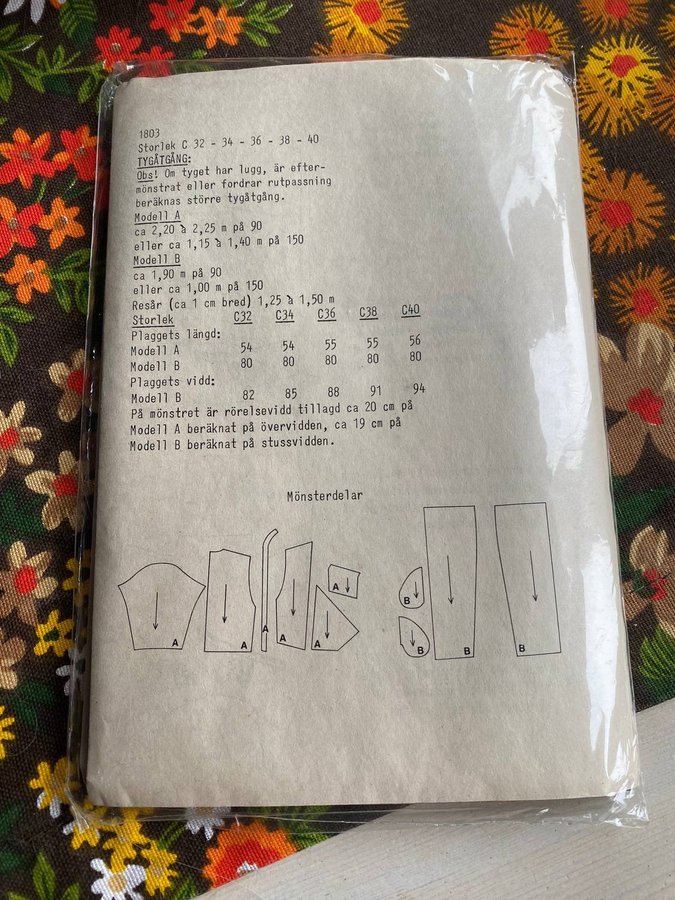 1803
Storlek C 32 - 34 - 36 - 38 - 40
TYGÅTGÅNG:
Obs! Om tyget har lugg, är efter-
mönstrat eller fordrar rutpassning
beräknas större tygåtgång.
Modell A
ca 2,20 à 2,25 m på 90
eller ca 1,15 à 1,40 m på 150
Modell B
ca 1,90 m på 90
eller ca 1,00 m på 150
Resår (ca 1 cm bred) 1,25 à 1,50 m
Storlek C32 C34 C36 C38 C40
Plaggets längd:
Modell A 54 54 55 55 56
Modell B 80 80 80 80 80
Plaggets vidd:
Modell B 82 85 88 91 94
På mönstret är rörelsevidd tillagd ca 20 cm på
Modell A beräknat på övervidden, ca 19 cm på
Modell B beräknat på stussvidden.
Mönsterdelar
A A A A A A B B B B